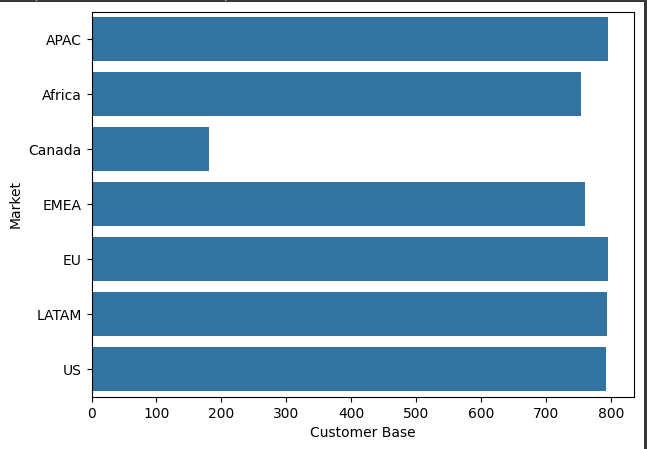 APAC
Africa
Canada
EMEA
EU
LATAM
US
Market
0 100 200 300 400 500 600 700 800
Customer Base